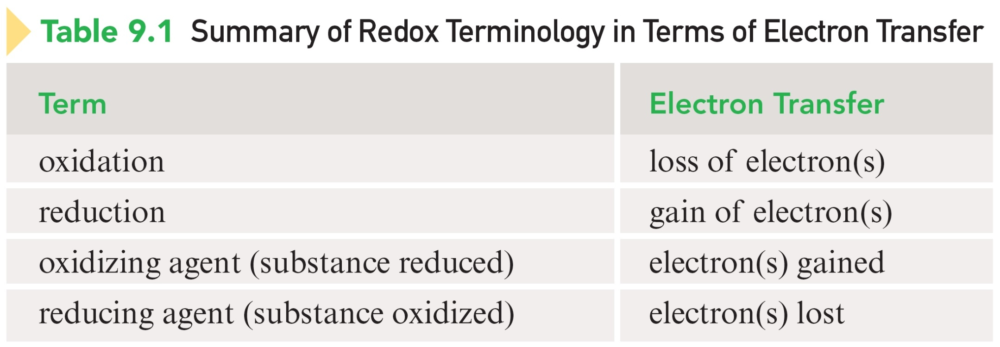 Table 9.1 Summary of Redox Terminology in Terms of Electron Transfer
Term Electron Transfer
oxidation loss of electron(s)
reduction gain of electron(s)
oxidizing agent (substance reduced) electron(s) gained
reducing agent (substance oxidized) electron(s) lost